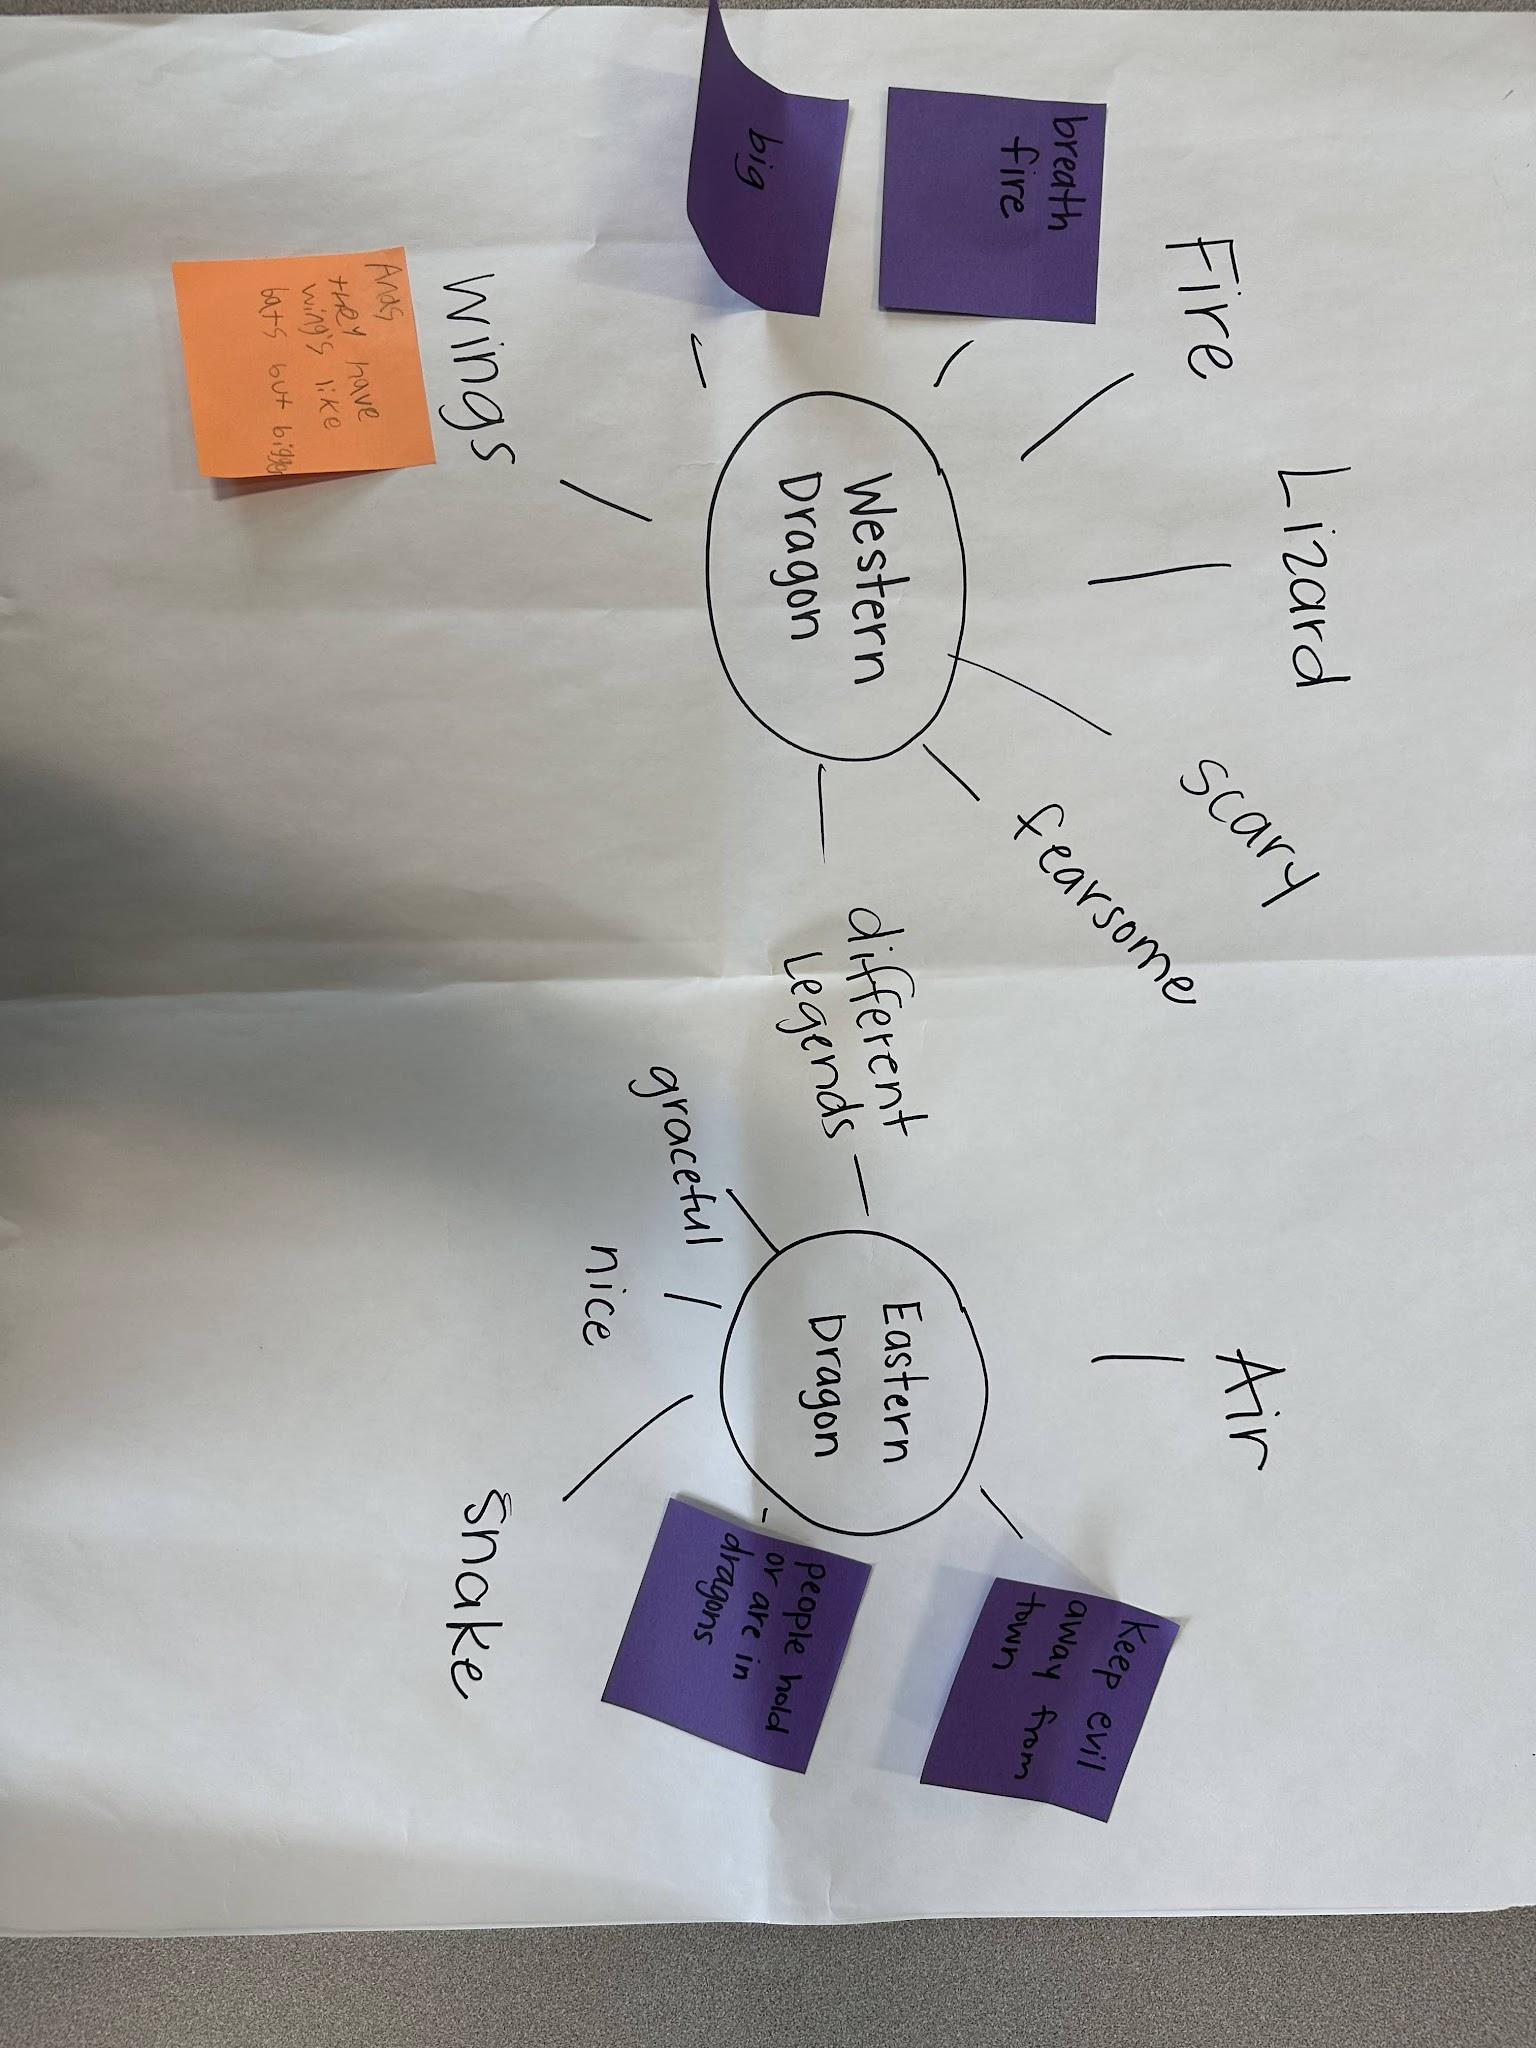 Fire
Lizard
scary
fearsome
breath
fire
big
Wings
Ands
they have
wing's like
bats but bigger
Western
Dragon
different
Legends
Air
Eastern
Dragon
graceful
nice
Snake
Keep evil
away from
town
people hold
or are in
dragons